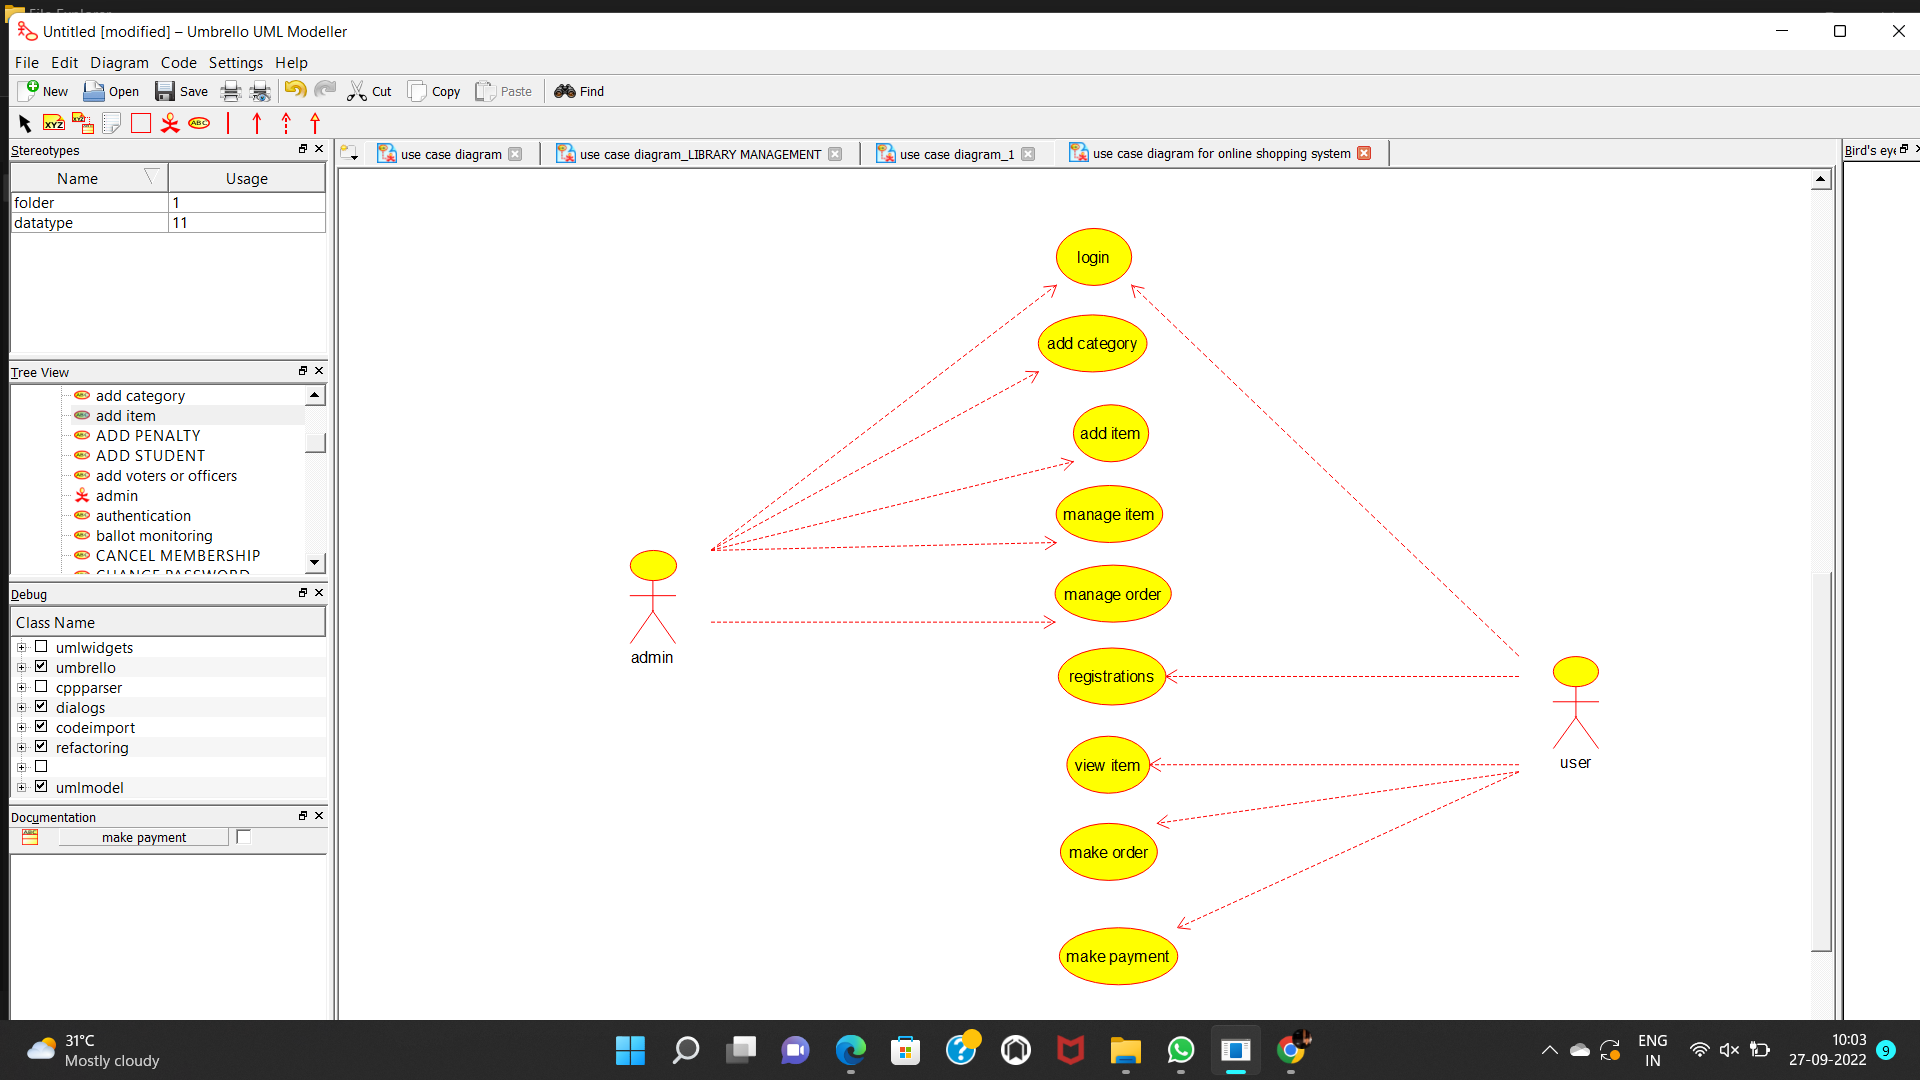 Untitled [modified] – Umbrello UML Modeller
File Edit Diagram Code Settings Help
New Open Save Cut Copy Paste Find
XYZ ABC
Stereotypes
Name Usage
folder 1
datatype 11
Tree View
add category
add item
ADD PENALTY
ADD STUDENT
add voters or officers
admin
authentication
ballot monitoring
CANCEL MEMBERSHIP
CHANGE PASSWORD
Debug
Class Name
umlwidgets
umbrello
cppparser
dialogs
codeimport
refactoring
umlmodel
Documentation
make payment
use case diagram use case diagram_LIBRARY MANAGEMENT use case diagram_1 use case diagram for online shopping system
Bird's eye
login
add category
add item
manage item
manage order
admin
registrations
view item
user
make order
make payment
31°C
Mostly cloudy
ENG
IN
10:03
27-09-2022
9